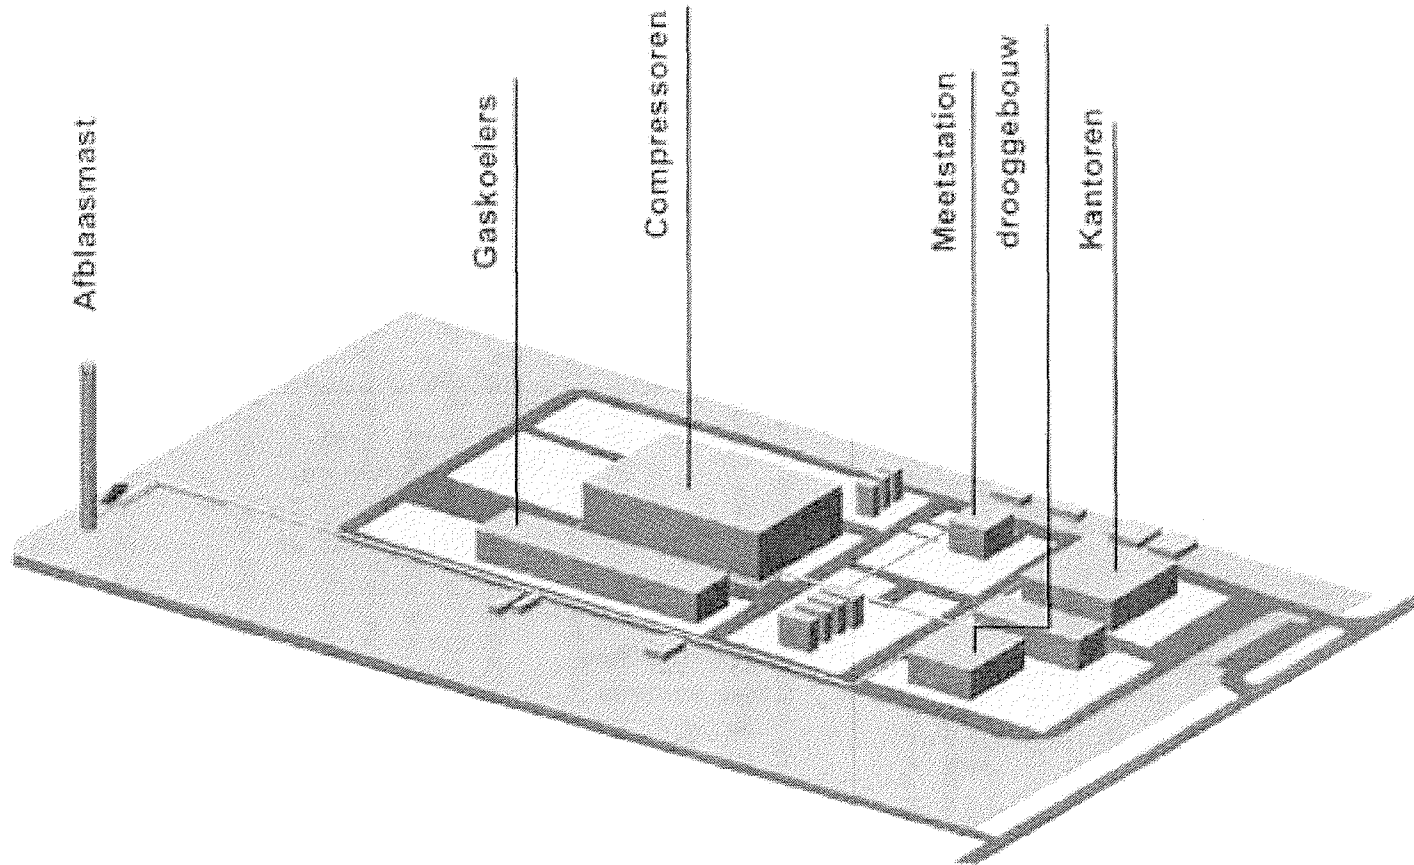 Afblaasmast
Gaskoelers
Compressoren
Meetstation
drooggebouw
Kantoren